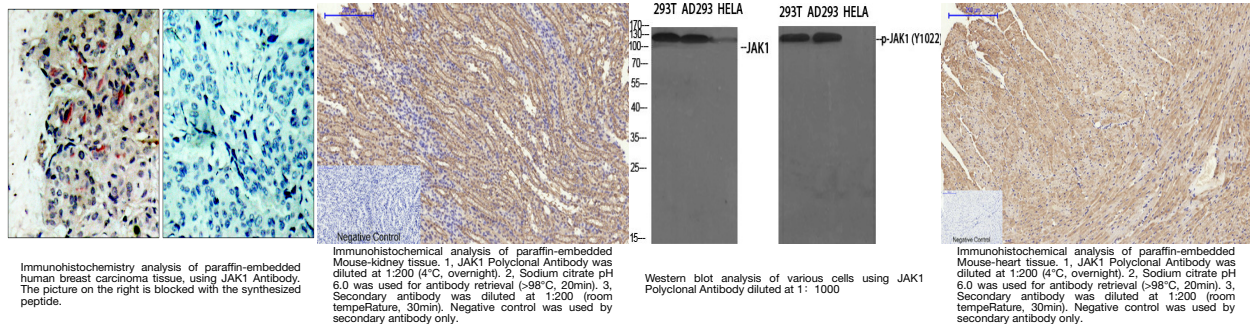 293T AD293 HELA
293T AD293 HELA
170--
130--
100--
70--
55--
40--
35--
25--
15--
--JAK1
--p-JAK1 (Y1022)
Negative Control
Immunohistochemistry analysis of paraffin-embedded
human breast carcinoma tissue, using JAK1 Antibody.
The picture on the right is blocked with the synthesized
peptide.
Immunohistochemical analysis of paraffin-embedded
Mouse-kidney tissue. 1, JAK1 Polyclonal Antibody was
diluted at 1:200 (4°C, overnight). 2, Sodium citrate pH
6.0 was used for antibody retrieval (>98°C, 20min). 3,
Secondary antibody was diluted at 1:200 (room
tempeRature, 30min). Negative control was used by
secondary antibody only.
Western blot analysis of various cells using JAK1
Polyclonal Antibody diluted at 1：1000
Immunohistochemical analysis of paraffin-embedded
Mouse-heart tissue. 1, JAK1 Polyclonal Antibody was
diluted at 1:200 (4°C, overnight). 2, Sodium citrate pH
6.0 was used for antibody retrieval (>98°C, 20min). 3,
Secondary antibody was diluted at 1:200 (room
tempeRature, 30min). Negative control was used by
secondary antibody only.